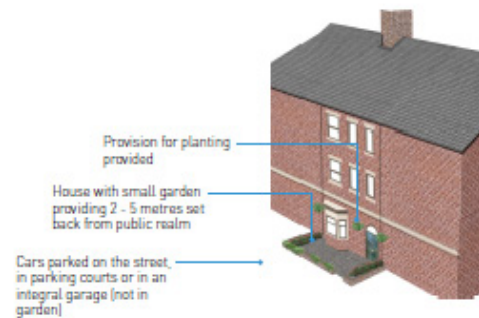 Provision for planting
provided
House with small garden
providing 2 - 5 metres set
back from public realm
Cars parked on the street,
in parking courts or in an
integral garage (not in
garden)